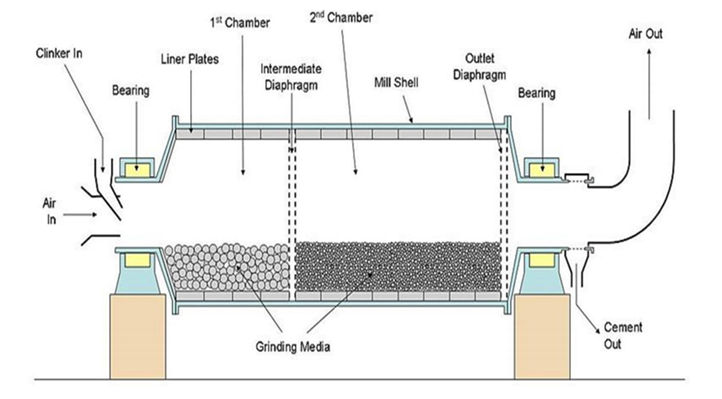 1st Chamber
2nd Chamber
Air Out
Clinker In
Liner Plates
Intermediate
Diaphragm
Mill Shell
Outlet
Diaphragm
Bearing
Bearing
Air
In
Grinding Media
Cement
Out